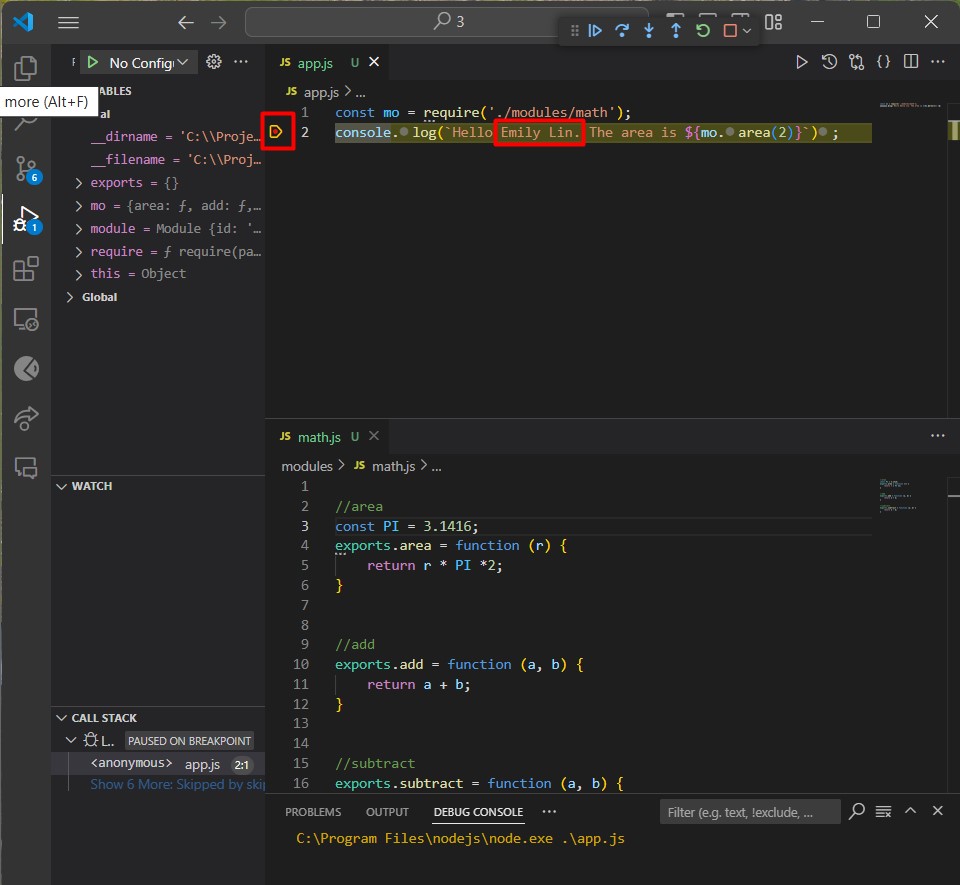 3
No Config
more (Alt+F)
ABLES
al
__dirname = 'C:\\Proje…
__filename = 'C:\\Proj…
exports = {}
mo = {area: ƒ, add: ƒ,…
module = Module {id: '…
require = ƒ require(pa…
this = Object
Global
WATCH
CALL STACK
L.. PAUSED ON BREAKPOINT
<anonymous> app.js 2:1
Show 6 More: Skipped by skip
6
1
JS app.js U
JS app.js > ...
1 const mo = require('./modules/math');
2 console.log(`Hello Emily Lin. The area is ${mo.area(2)}`) ;
JS math.js U
modules > JS math.js > ...
1
2 //area
3 const PI = 3.1416;
4 exports.area = function (r) {
5 return r * PI *2;
6 }
7
8
9 //add
10 exports.add = function (a, b) {
11 return a + b;
12 }
13
14
15 //subtract
16 exports.subtract = function (a, b) {
PROBLEMS OUTPUT DEBUG CONSOLE ... Filter (e.g. text, !exclude, ...
C:\Program Files\nodejs\node.exe .\app.js